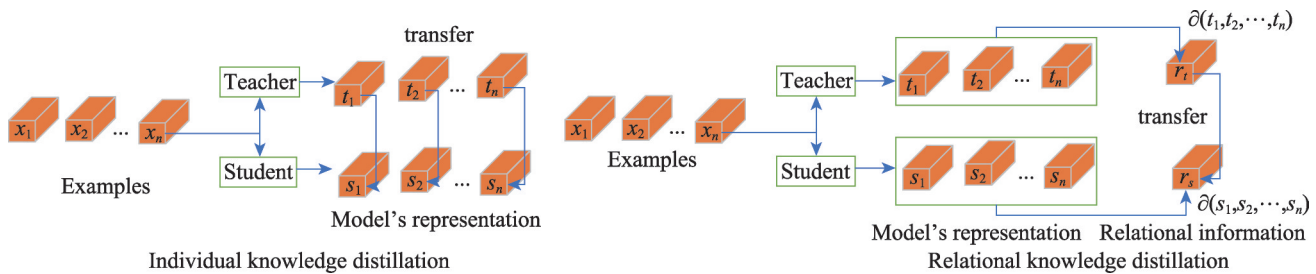 transfer
Teacher
t₁ t₂ ... tₙ
x₁ x₂ ... xₙ
Examples
Student
s₁ s₂ ... sₙ
Model's representation
Individual knowledge distillation
∂(t₁,t₂,⋯,tₙ)
Teacher
t₁ t₂ ... tₙ
rₜ
x₁ x₂ ... xₙ
transfer
Examples
Student
s₁ s₂ ... sₙ
rₛ
∂(s₁,s₂,⋯,sₙ)
Model's representation
Relational information
Relational knowledge distillation